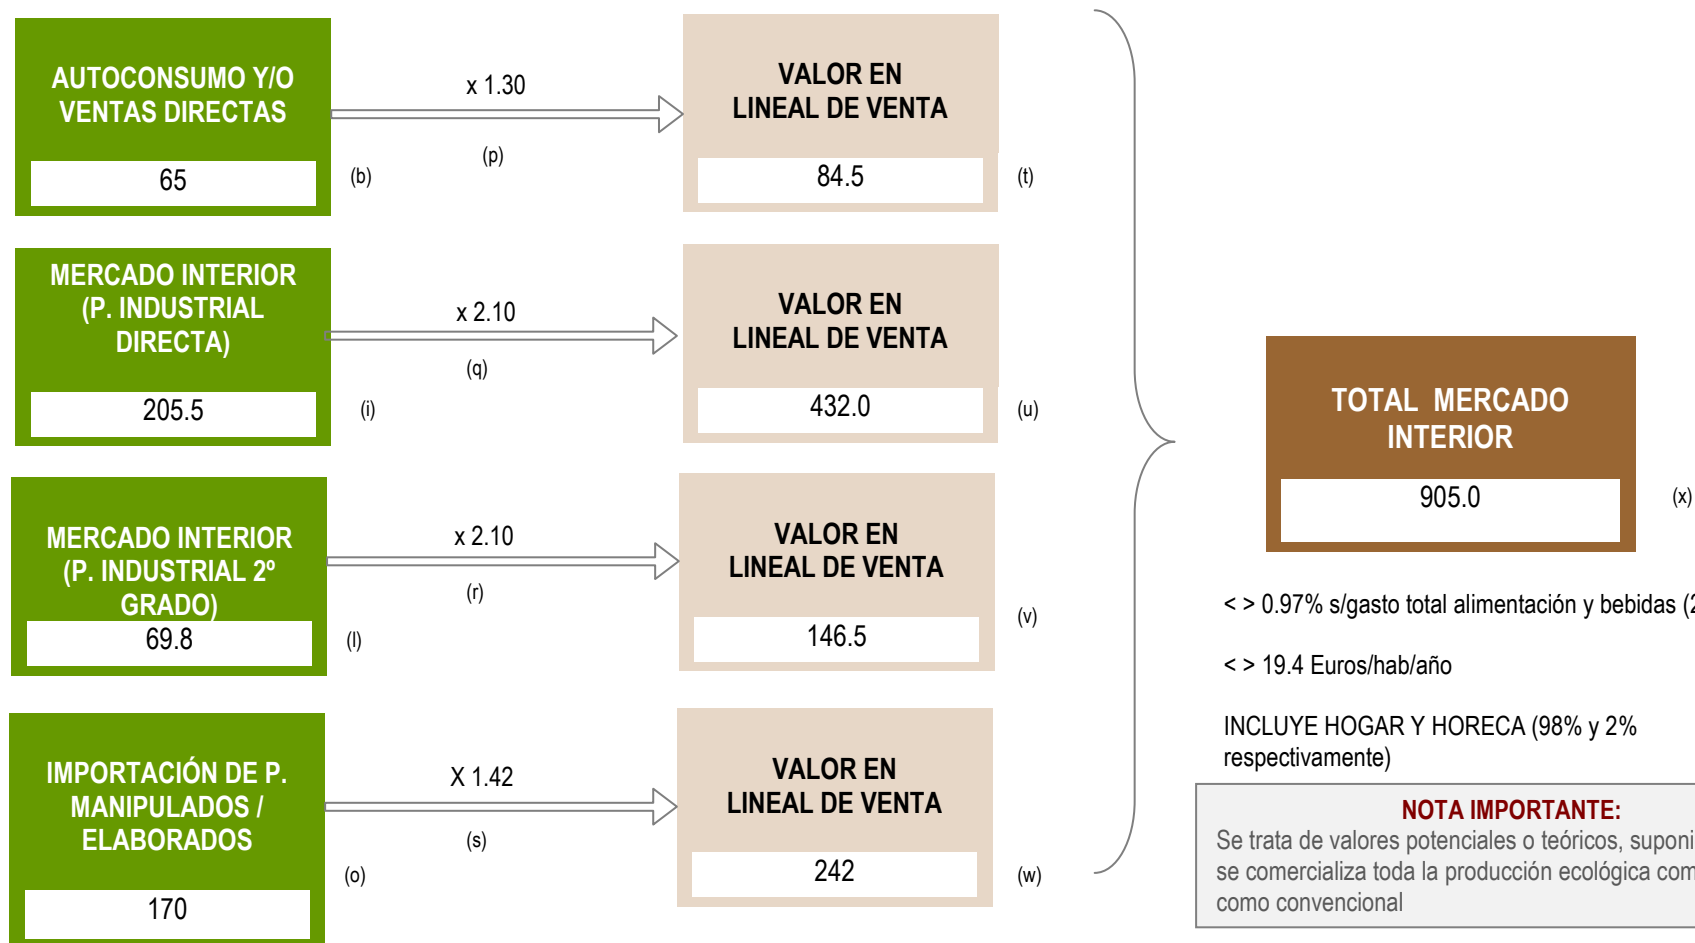 AUTOCONSUMO Y/O
VENTAS DIRECTAS
65
(b)
x 1.30
(p)
VALOR EN
LINEAL DE VENTA
84.5
(t)
MERCADO INTERIOR
(P. INDUSTRIAL
DIRECTA)
205.5
(i)
x 2.10
(q)
VALOR EN
LINEAL DE VENTA
432.0
(u)
MERCADO INTERIOR
(P. INDUSTRIAL 2º
GRADO)
69.8
(l)
x 2.10
(r)
VALOR EN
LINEAL DE VENTA
146.5
(v)
IMPORTACIÓN DE P.
MANIPULADOS /
ELABORADOS
170
(o)
X 1.42
(s)
VALOR EN
LINEAL DE VENTA
242
(w)
TOTAL MERCADO
INTERIOR
905.0
(x)
< > 0.97% s/gasto total alimentación y bebidas
< > 19.4 Euros/hab/año
INCLUYE HOGAR Y HORECA (98% y 2%
respectivamente)
NOTA IMPORTANTE:
Se trata de valores potenciales o teóricos,
se comercializa toda la producción ecológica
como convencional